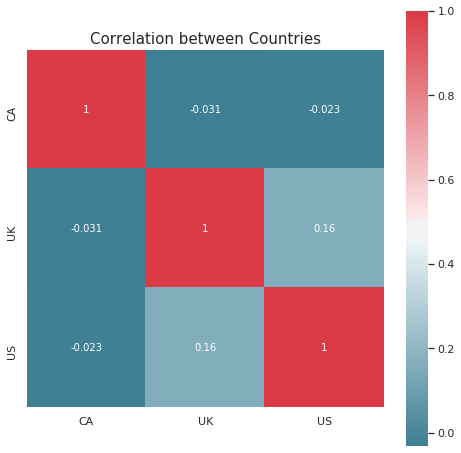 Correlation between Countries
1.0
CA
1
-0.031
-0.023
0.8
0.6
UK
-0.031
1
0.16
0.4
0.2
US
-0.023
0.16
1
0.0
CA
UK
US